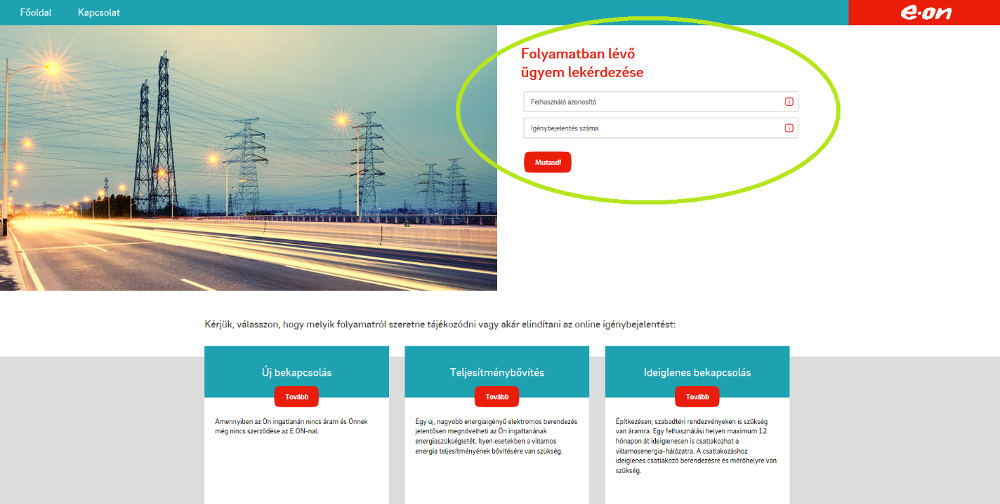 Főoldal
Kapcsolat
e·on
Folyamatban lévő
ügyem lekérdezése
Felhasználó azonosító
Igénybejelentés száma
Mutasd!
Kérjük, válasszon, hogy melyik folyamatról szeretne tájékozódni vagy akár elindítani az online igénybejelentést:
Új bekapcsolás
Tovább
Amennyiben az Ön ingatlanán nincs áram és Önnek
még nincs szerződése az E.ON-nal.
Teljesítménybővítés
Tovább
Egy új, nagyobb energiaigényű elektromos berendezés
jelentősen megnövelheti az Ön ingatlanának
energiaszükségletét. Ilyen esetekben a villamos
energia teljesítményének bővítésére van szükség.
Ideiglenes bekapcsolás
Tovább
Építkezésen, szabadtéri rendezvényeken is szükség
van áramra. Egy felhasználási helyen maximum 12
hónapon át ideiglenesen is csatlakozhat a
villamosenergia-hálózatra. A csatlakozáshoz
ideiglenes csatlakozó berendezésre és mérőhelyre van
szükség.